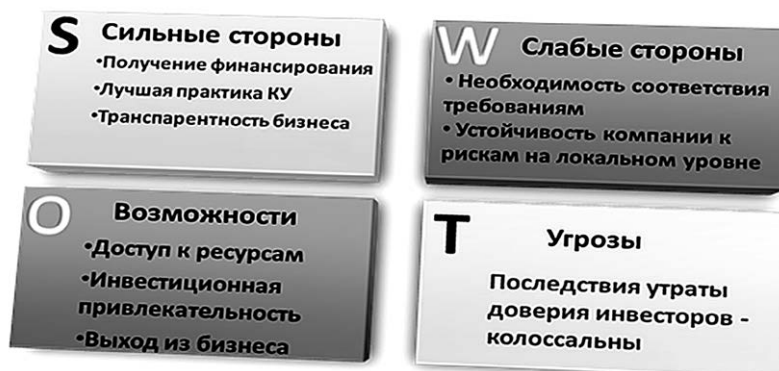 S Сильные стороны
•Получение финансирования
•Лучшая практика КУ
•Транспарентность бизнеса
W Слабые стороны
• Необходимость соответствия
требованиям
• Устойчивость компании к
рискам на локальном уровне
O Возможности
•Доступ к ресурсам
•Инвестиционная
привлекательность
•Выход из бизнеса
T Угрозы
Последствия утраты
доверия инвесторов -
колоссальны